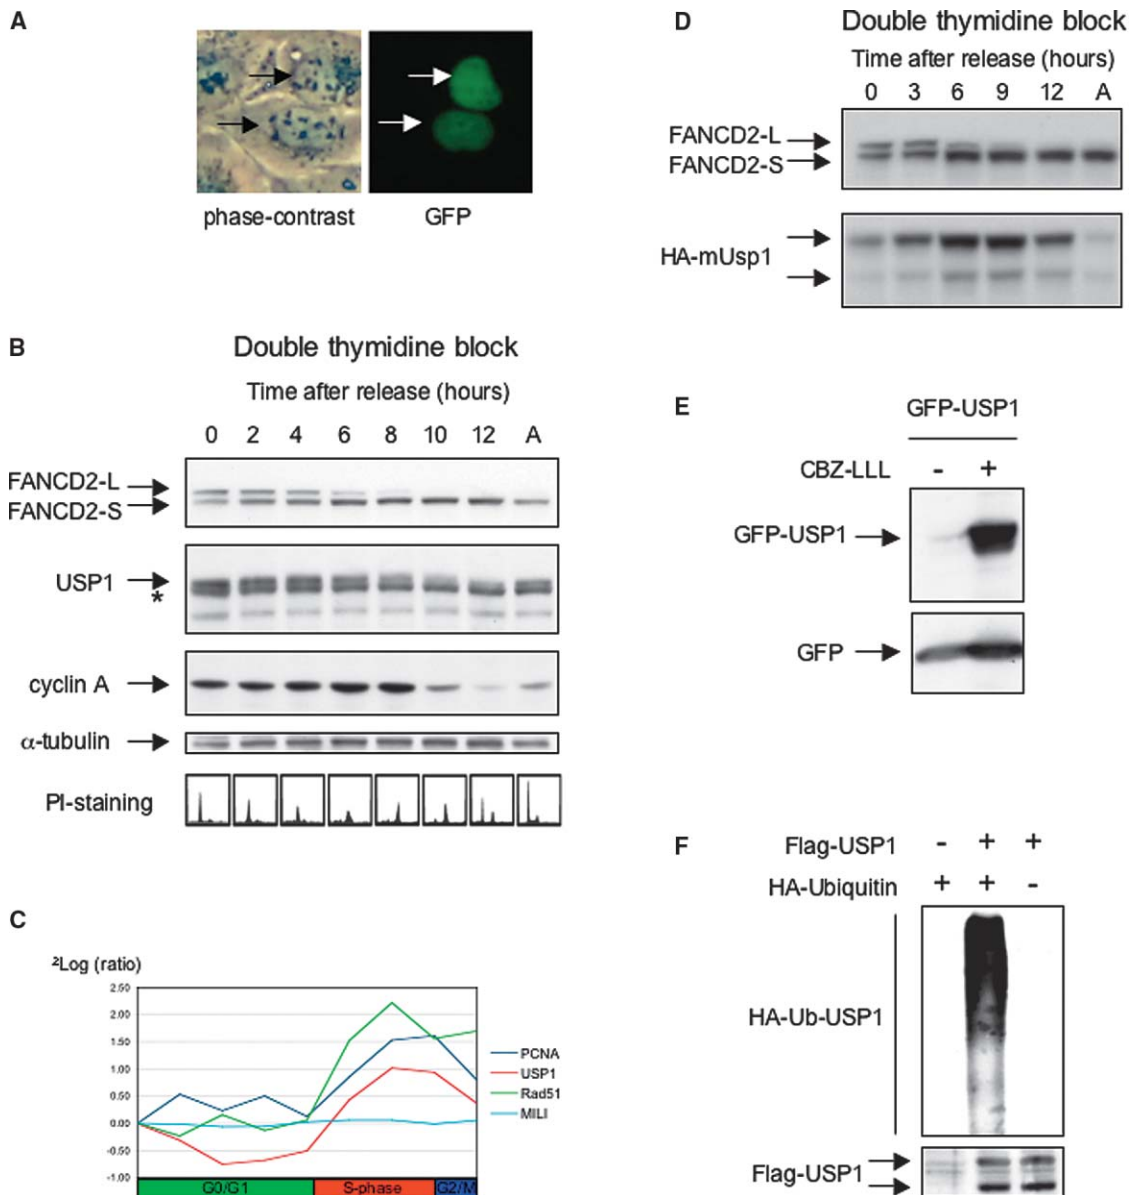 A
phase-contrast GFP
B
Double thymidine block
Time after release (hours)
0 2 4 6 8 10 12 A
FANCD2-L
FANCD2-S
USP1
*
cyclin A
α-tubulin
PI-staining
C
²Log (ratio)
2.50
2.00
1.50
1.00
0.50
0.00
-0.50
-1.00
PCNA
USP1
Rad51
MILI
G0/G1 S-phase G2/M
D
Double thymidine block
Time after release (hours)
0 3 6 9 12 A
FANCD2-L
FANCD2-S
HA-mUsp1
E
GFP-USP1
CBZ-LLL - +
GFP-USP1
GFP
F
Flag-USP1 - + +
HA-Ubiquitin + + -
HA-Ub-USP1
Flag-USP1